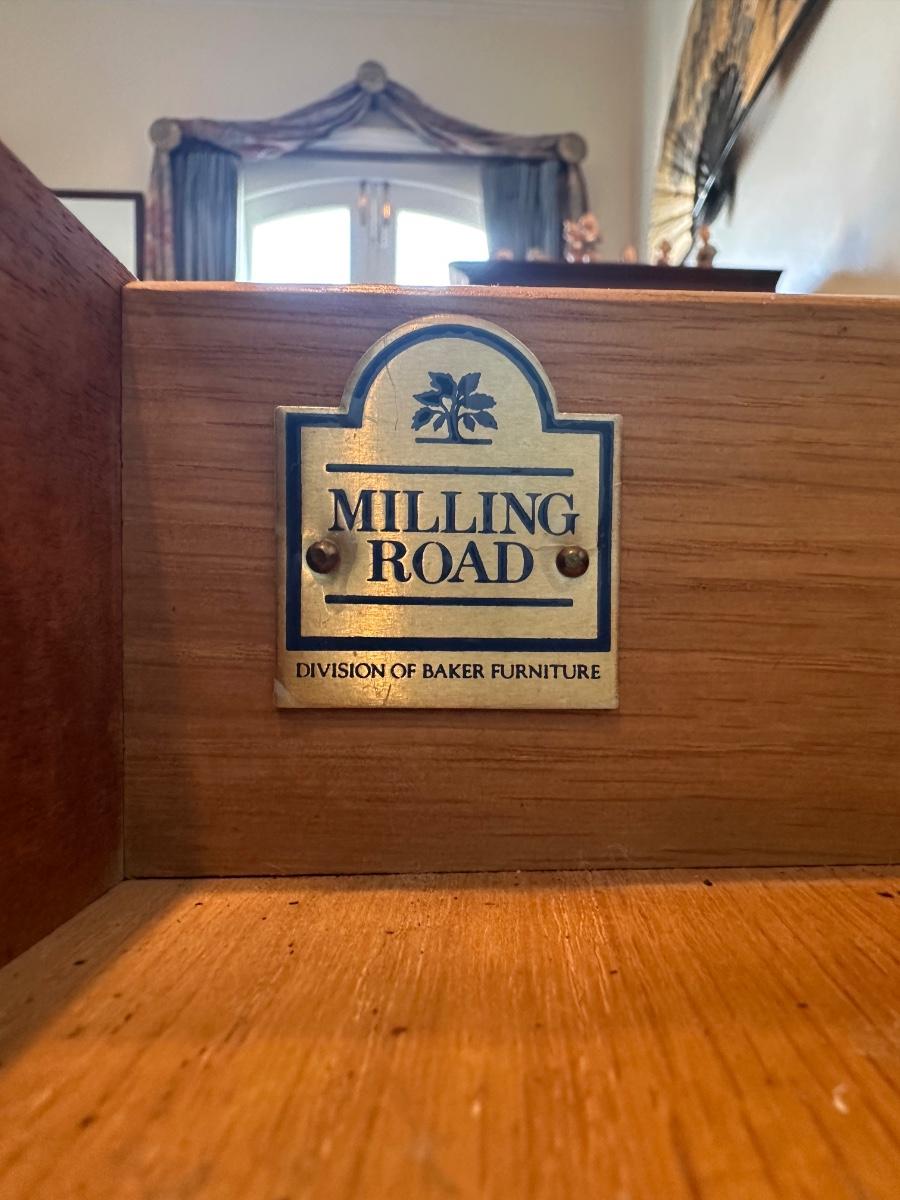 MILLING
ROAD
DIVISION OF BAKER FURNITURE